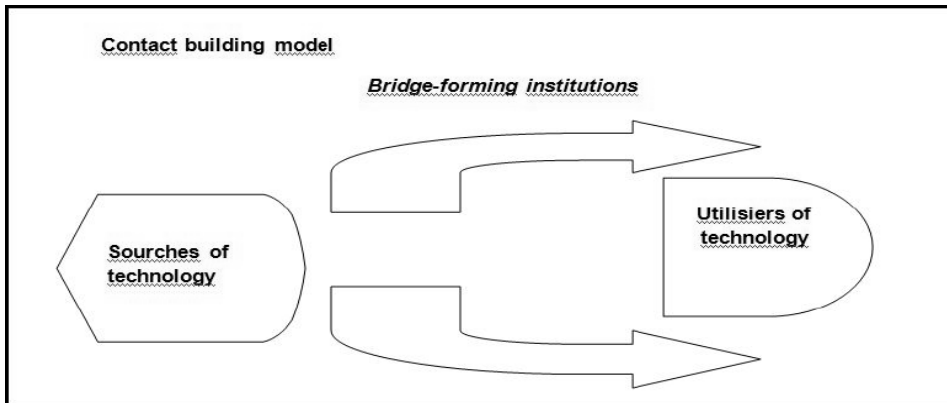 Contact building model
Bridge-forming institutions
Sourches of
technology
Utilisiers of
technology